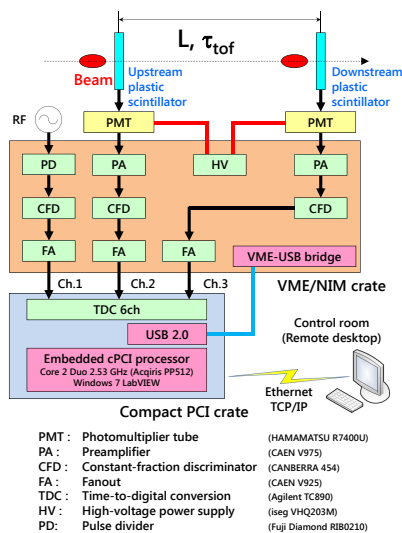 L, τtof
Beam
Upstream
plastic
scintillator
Downstream
plastic
scintillator
RF
PMT
PMT
PD
PA
HV
PA
CFD
CFD
CFD
FA
FA
FA
VME-USB bridge
Ch.1
Ch.2
Ch.3
VME/NIM crate
TDC 6ch
USB 2.0
Embedded cPCI processor
Core 2 Duo 2.53 GHz (Acqiris PP512)
Windows 7 LabVIEW
Control room
(Remote desktop)
Ethernet
TCP/IP
Compact PCI crate
PMT : Photomultiplier tube (HAMAMATSU R7400U)
PA : Preamplifier (CAEN V975)
CFD : Constant-fraction discriminator (CANBERRA 454)
FA : Fanout (CAEN V925)
TDC : Time-to-digital conversion (Agilent TC890)
HV : High-voltage power supply (iseg VHQ203M)
PD: Pulse divider (Fuji Diamond RIB0210)